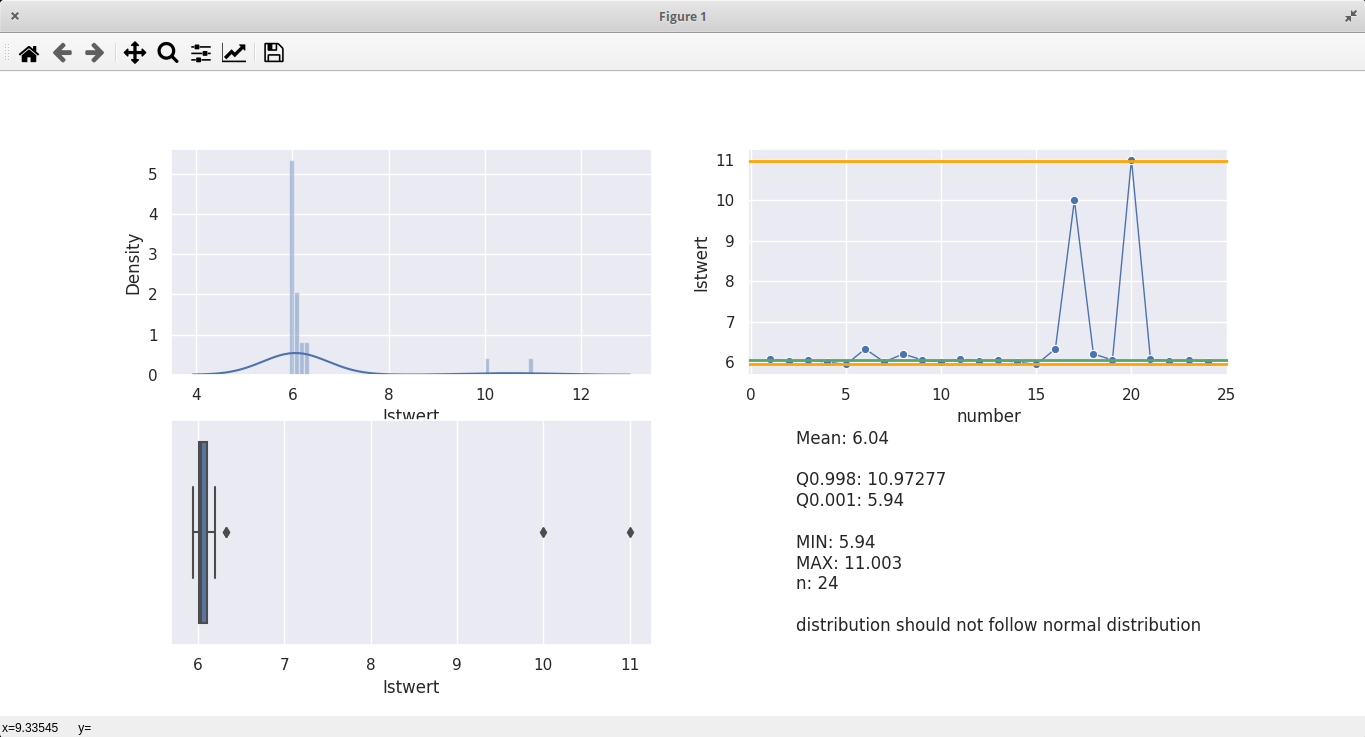 Figure 1
5
4
3
2
1
0
Density
4 6 8 10 12
Istwert
11
10
9
8
7
6
Istwert
0 5 10 15 20 25
number
6 7 8 9 10 11
Istwert
Mean: 6.04
Q0.998: 10.97277
Q0.001: 5.94
MIN: 5.94
MAX: 11.003
n: 24
distribution should not follow normal distribution
x=9.33545 y=